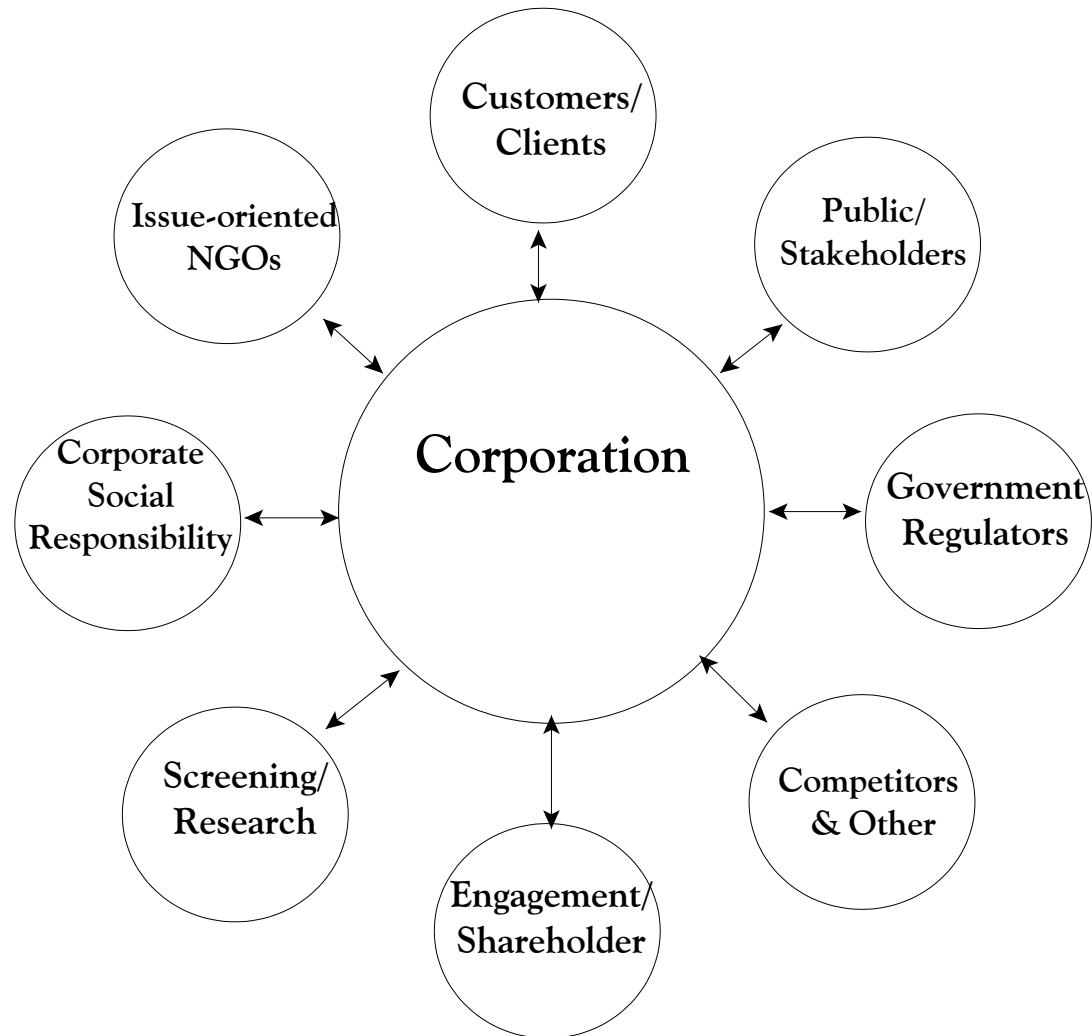 Customers/
Clients
Issue-oriented
NGOs
Public/
Stakeholders
Corporation
Corporate
Social
Responsibility
Government
Regulators
Screening/
Research
Competitors
& Other
Engagement/
Shareholder